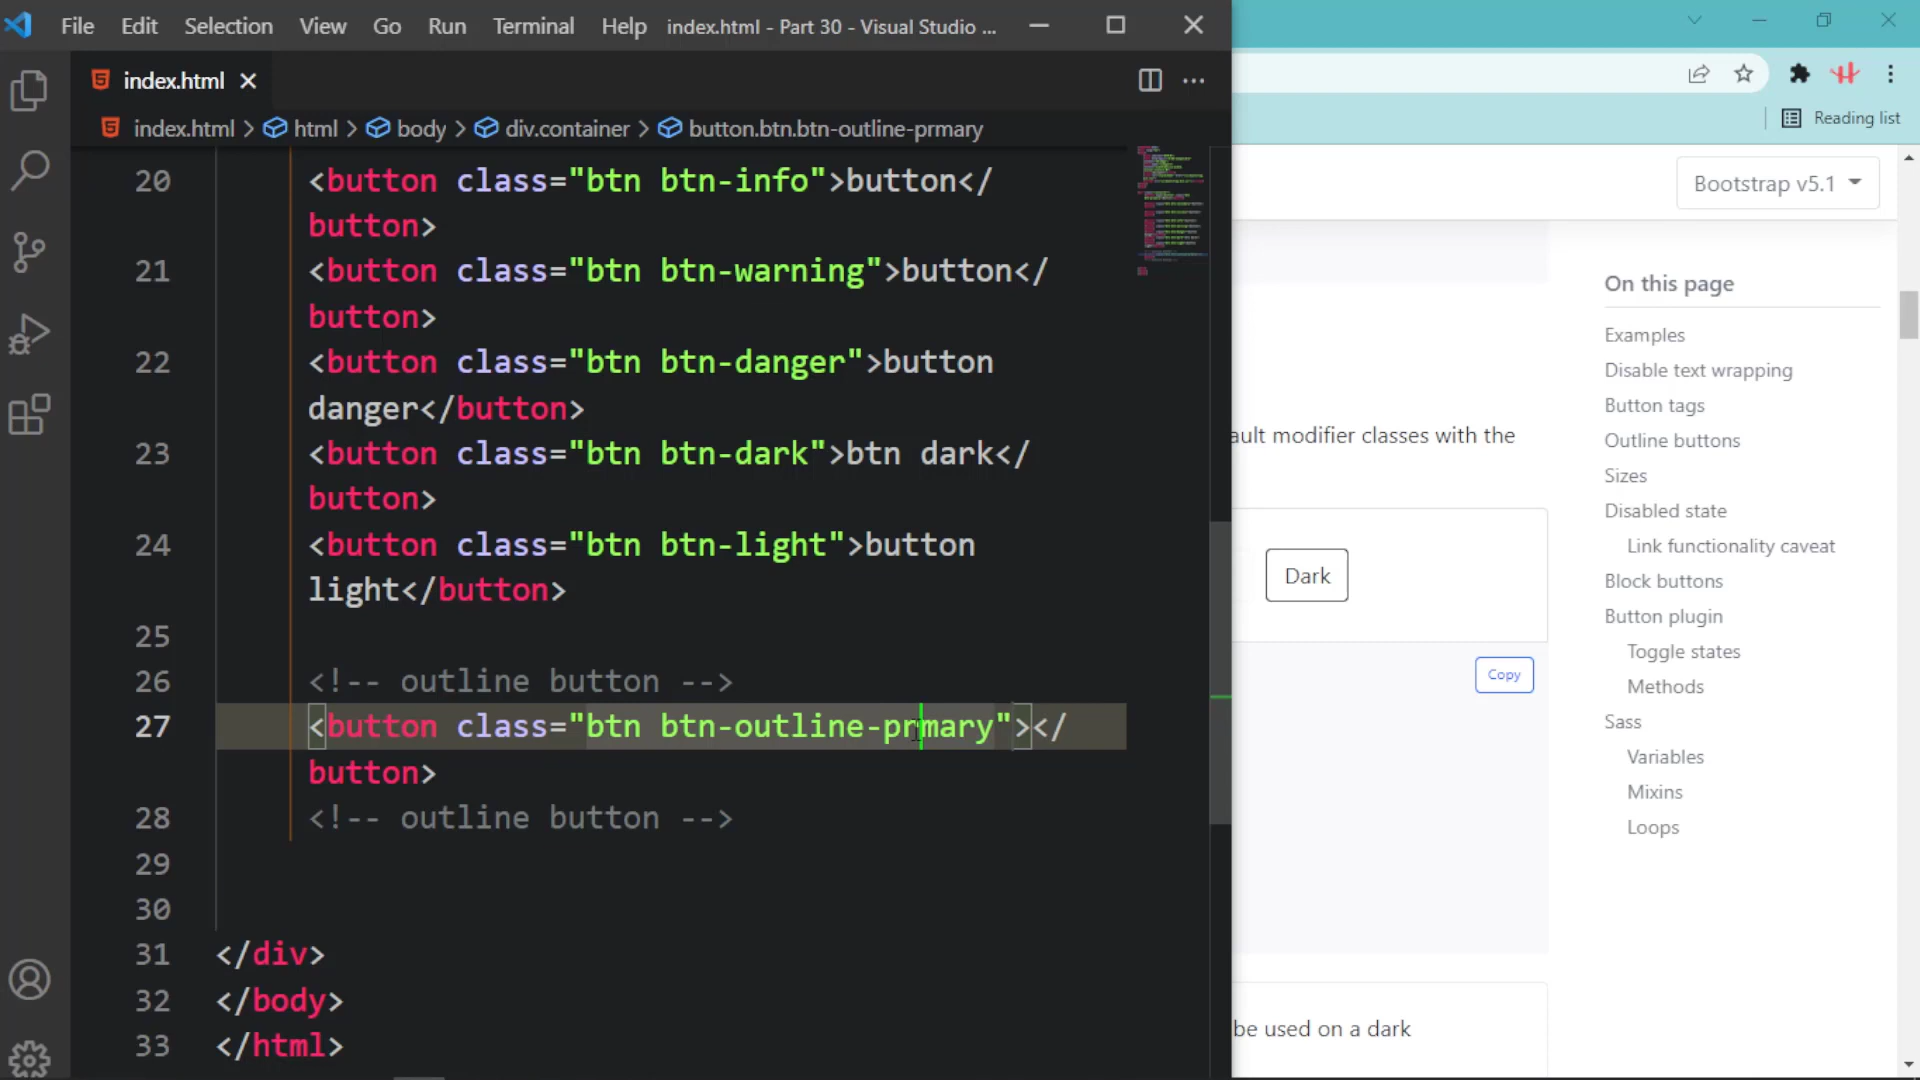 File Edit Selection View Go Run Terminal Help index.html - Part 30 - Visual Studio ...
index.html
index.html > html > body > div.container > button.btn.btn-outline-prmary
20 <button class="btn btn-info">button</
button>
21 <button class="btn btn-warning">button</
button>
22 <button class="btn btn-danger">button
danger</button>
23 <button class="btn btn-dark">btn dark</
button>
24 <button class="btn btn-light">button
light</button>
25
26 <!-- outline button -->
27 <button class="btn btn-outline-prmary"></
button>
28 <!-- outline button -->
29
30
31 </div>
32 </body>
33 </html>
Reading list
Bootstrap v5.1
ault modifier classes with the
Dark
Copy
be used on a dark
On this page
Examples
Disable text wrapping
Button tags
Outline buttons
Sizes
Disabled state
Link functionality caveat
Block buttons
Button plugin
Toggle states
Methods
Sass
Variables
Mixins
Loops